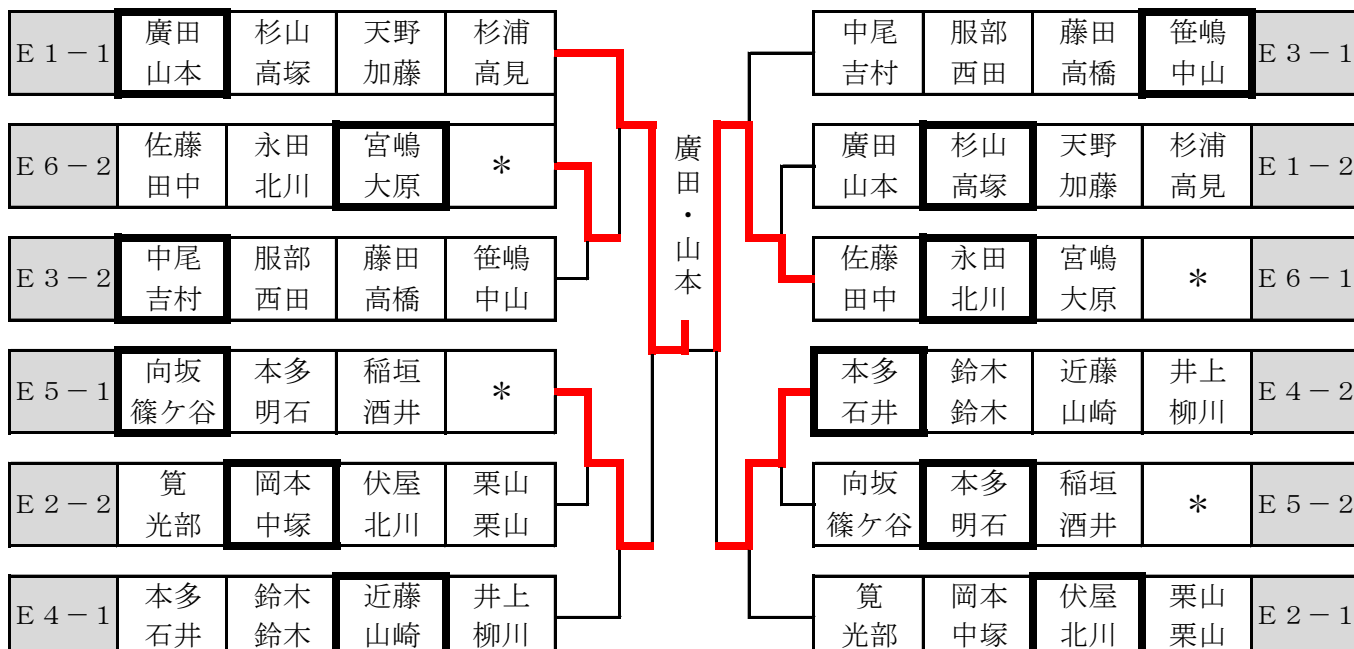 E１－１ 廣田 杉山 天野 杉浦
山本 高塚 加藤 高見
E６－２ 佐藤 永田 宮嶋 ＊
田中 北川 大原
E３－２ 中尾 服部 藤田 笹嶋
吉村 西田 高橋 中山
E５－１ 向坂 本多 稲垣 ＊
篠ケ谷 明石 酒井
E２－２ 筧 岡本 伏屋 栗山
光部 中塚 北川 栗山
E４－１ 本多 鈴木 近藤 井上
石井 鈴木 山崎 柳川
廣田・山本
中尾 服部 藤田 笹嶋 E３－１
吉村 西田 高橋 中山
廣田 杉山 天野 杉浦 E１－２
山本 高塚 加藤 高見
佐藤 永田 宮嶋 ＊ E６－１
田中 北川 大原
本多 鈴木 近藤 井上 E４－２
石井 鈴木 山崎 柳川
向坂 本多 稲垣 ＊ E５－２
篠ケ谷 明石 酒井
筧 岡本 伏屋 栗山 E２－１
光部 中塚 北川 栗山